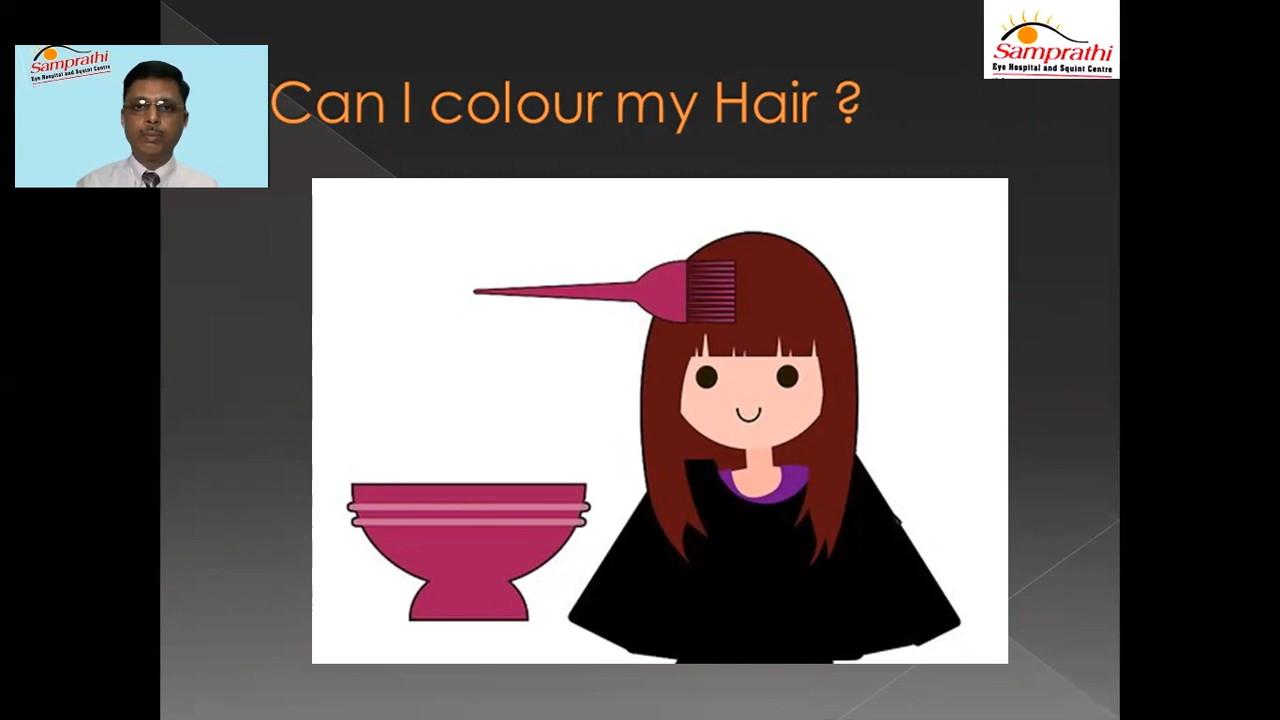 Samprathi
Eye Hospital and Squint Centre
Can I colour my Hair ?
Samprathi
Eye Hospital and Squint Centre